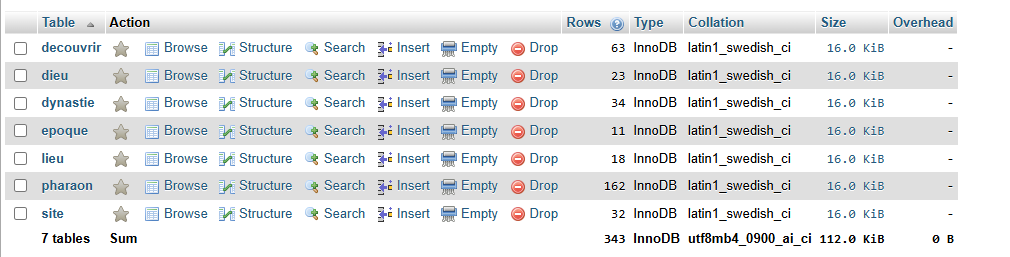 Table Action Rows Type Collation Size Overhead
decouvrir Browse Structure Search Insert Empty Drop 63 InnoDB latin1_swedish_ci 16.0 KiB -
dieu Browse Structure Search Insert Empty Drop 23 InnoDB latin1_swedish_ci 16.0 KiB -
dynastie Browse Structure Search Insert Empty Drop 34 InnoDB latin1_swedish_ci 16.0 KiB -
epoque Browse Structure Search Insert Empty Drop 11 InnoDB latin1_swedish_ci 16.0 KiB -
lieu Browse Structure Search Insert Empty Drop 18 InnoDB latin1_swedish_ci 16.0 KiB -
pharaon Browse Structure Search Insert Empty Drop 162 InnoDB latin1_swedish_ci 16.0 KiB -
site Browse Structure Search Insert Empty Drop 32 InnoDB latin1_swedish_ci 16.0 KiB -
7 tables Sum 343 InnoDB utf8mb4_0900_ai_ci 112.0 KiB 0 B